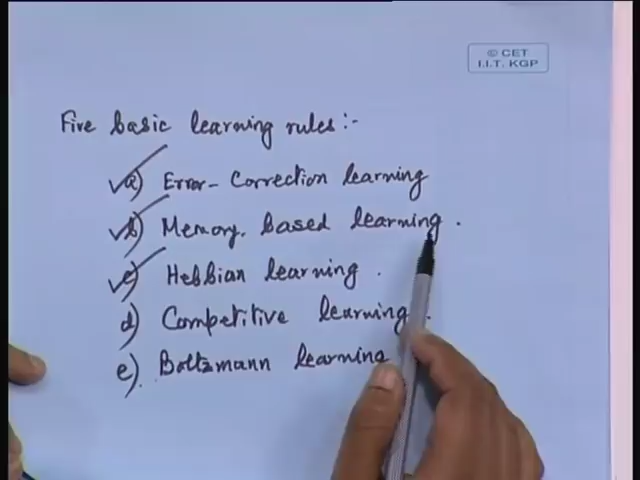 © CET
I.I.T. KGP
Five basic learning rules :-
a) Error-Correction learning
b) Memory based learning.
c) Hebbian learning.
d) Competitive learning.
e) Boltzmann learning